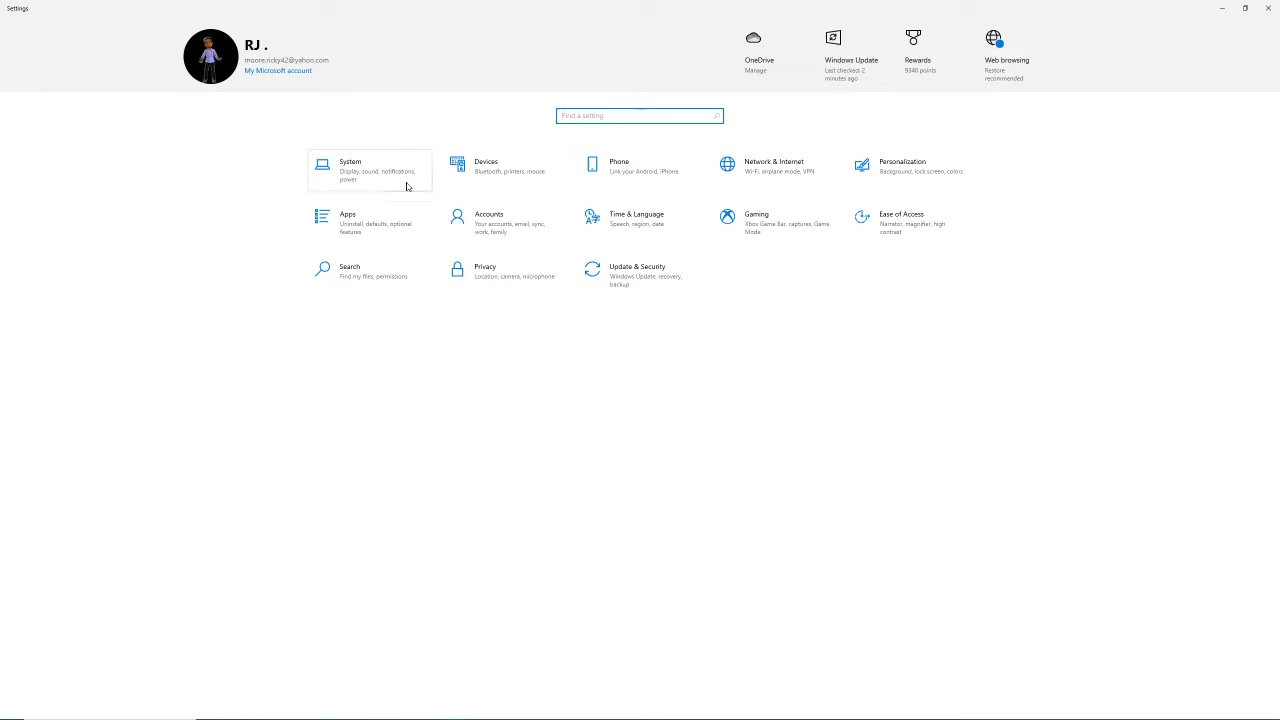 Settings
RJ .
moore.ricky42@yahoo.com
My Microsoft account
OneDrive
Manage
Windows Update
Last checked: 2
minutes ago
Rewards
9340 points
Web browsing
Restore
recommended
Find a setting
System
Display, sound, notifications,
power
Devices
Bluetooth, printers, mouse
Phone
Link your Android, iPhone
Network & Internet
Wi-Fi, airplane mode, VPN
Personalization
Background, lock screen, colors
Apps
Uninstall, defaults, optional
features
Accounts
Your accounts, email, sync,
work, family
Time & Language
Speech, region, date
Gaming
Xbox Game Bar, captures, Game
Mode
Ease of Access
Narrator, magnifier, high
contrast
Search
Find my files, permissions
Privacy
Location, camera, microphone
Update & Security
Windows Update, recovery,
backup